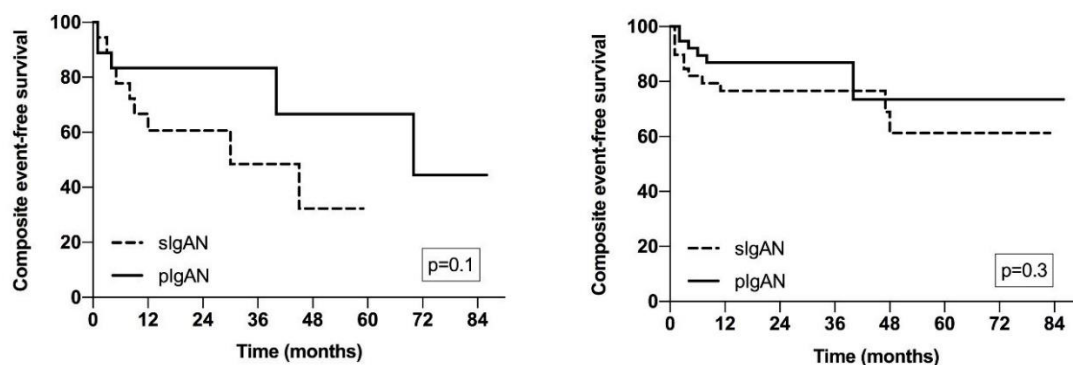 Composite event-free survival
100
80
60
40
20
0
0 12 24 36 48 60 72 84
Time (months)
sIgAN
pIgAN
p=0.1
Composite event-free survival
100
80
60
40
20
0
0 12 24 36 48 60 72 84
Time (months)
sIgAN
pIgAN
p=0.3